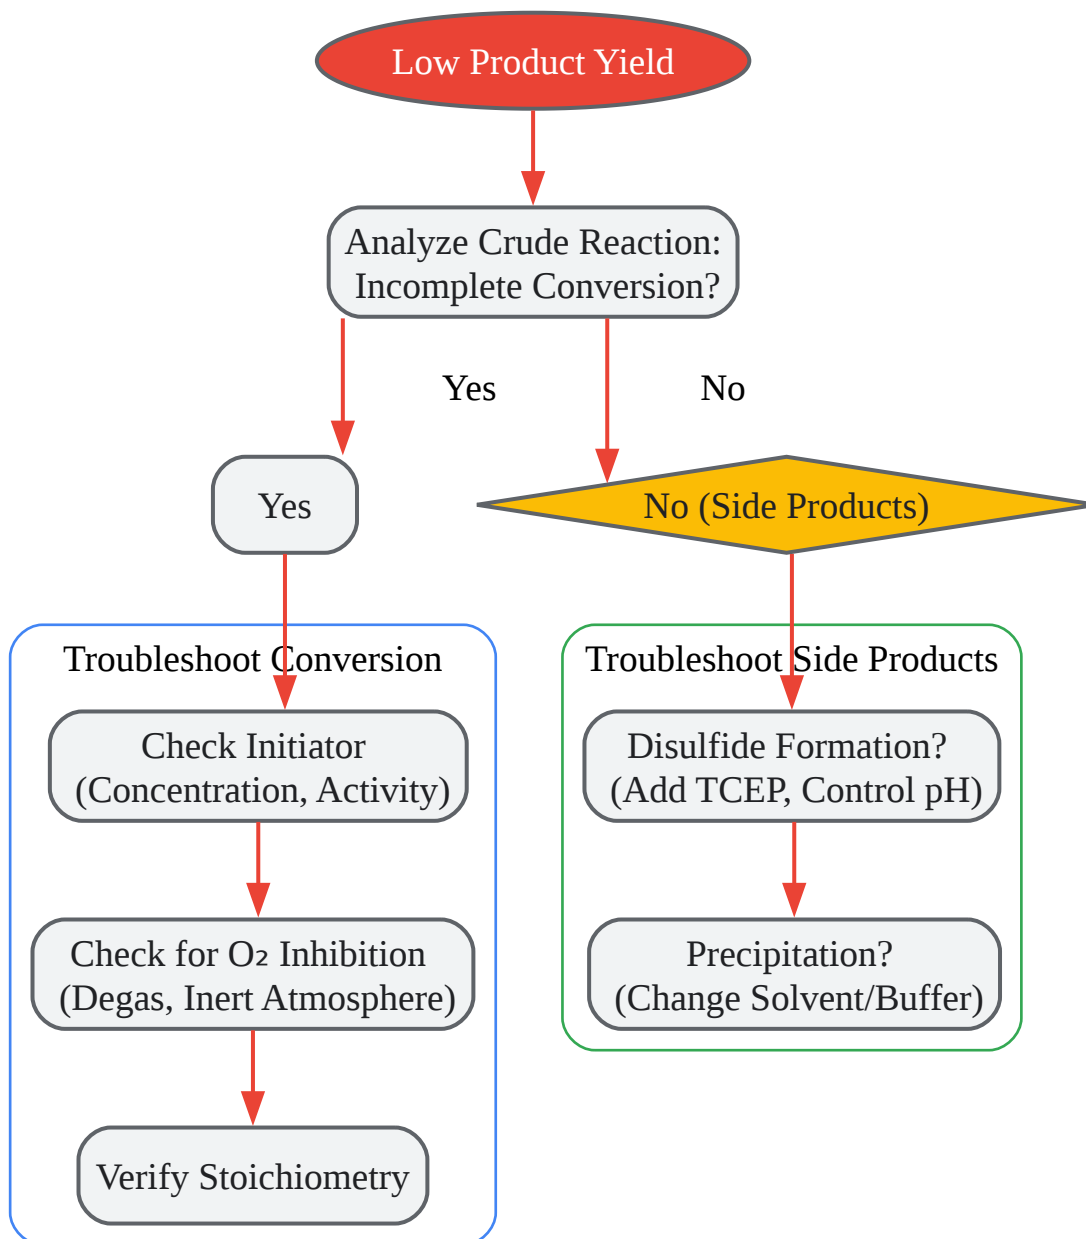 Low Product Yield
Analyze Crude Reaction:
Incomplete Conversion?
Yes
No
Yes
No (Side Products)
Troubleshoot Conversion
Check Initiator
(Concentration, Activity)
Check for O₂ Inhibition
(Degas, Inert Atmosphere)
Verify Stoichiometry
Troubleshoot Side Products
Disulfide Formation?
(Add TCEP, Control pH)
Precipitation?
(Change Solvent/Buffer)